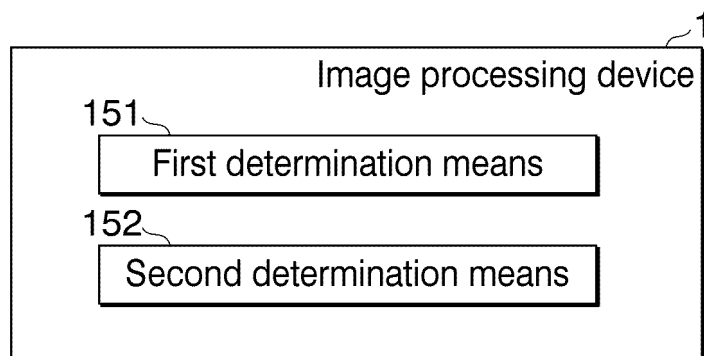 1
Image processing device
151
First determination means
152
Second determination means